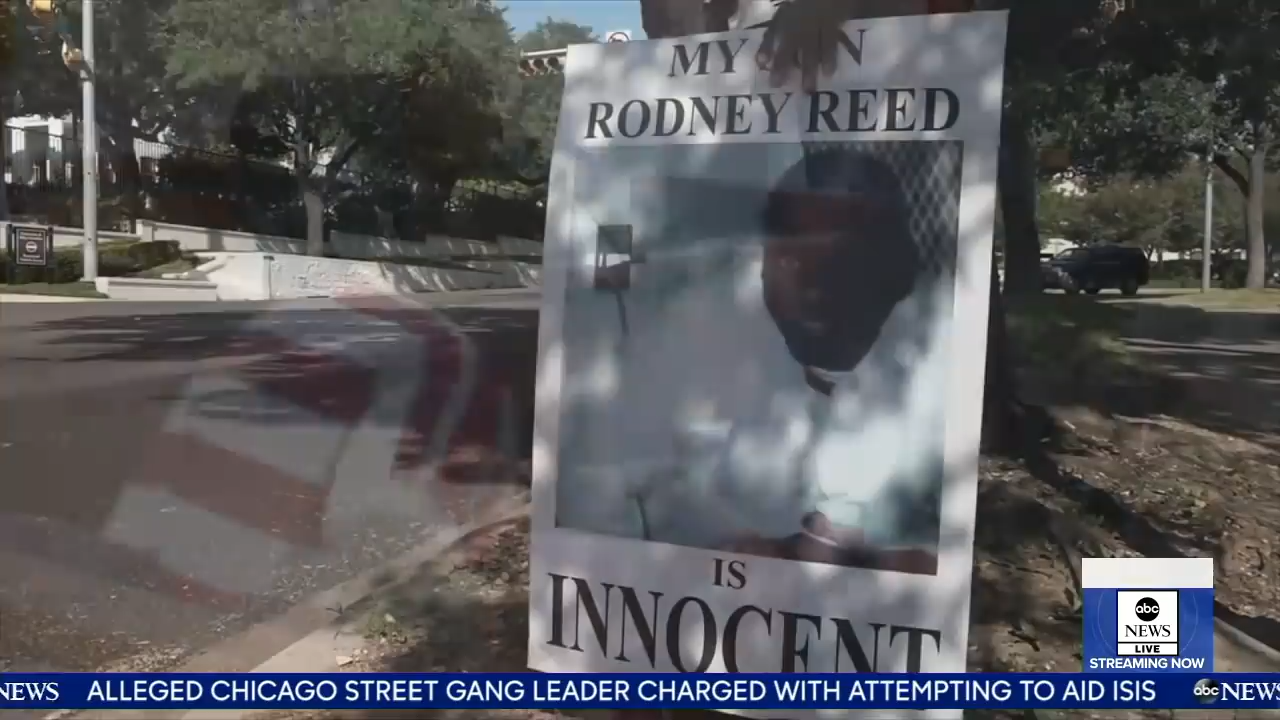 MY SON
RODNEY REED
IS
INNOCENT
abc
NEWS
LIVE
STREAMING NOW
NEWS ALLEGED CHICAGO STREET GANG LEADER CHARGED WITH ATTEMPTING TO AID ISIS abc NEWS